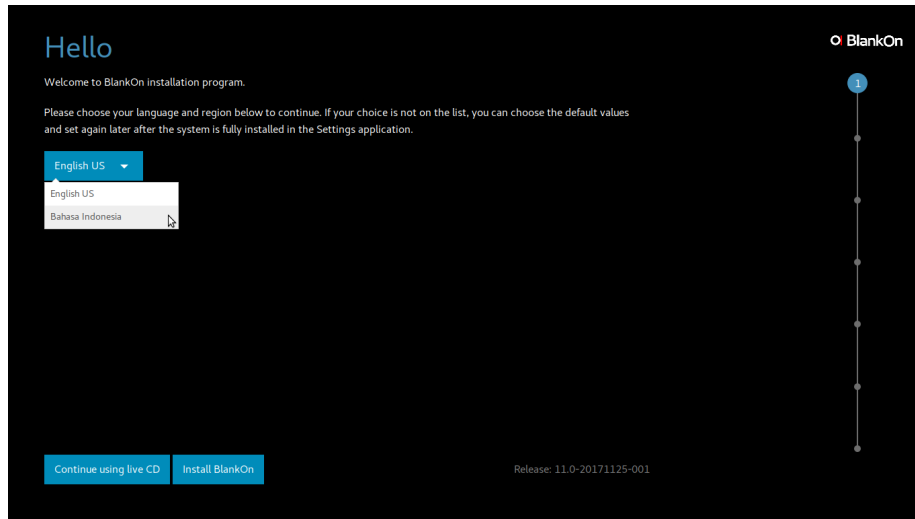 Hello
BlankOn
Welcome to BlankOn installation program.
1
Please choose your language and region below to continue. If your choice is not on the list, you can choose the default values
and set again later after the system is fully installed in the Settings application.
English US
English US
Bahasa Indonesia
Continue using live CD
Install BlankOn
Release: 11.0-20171125-001